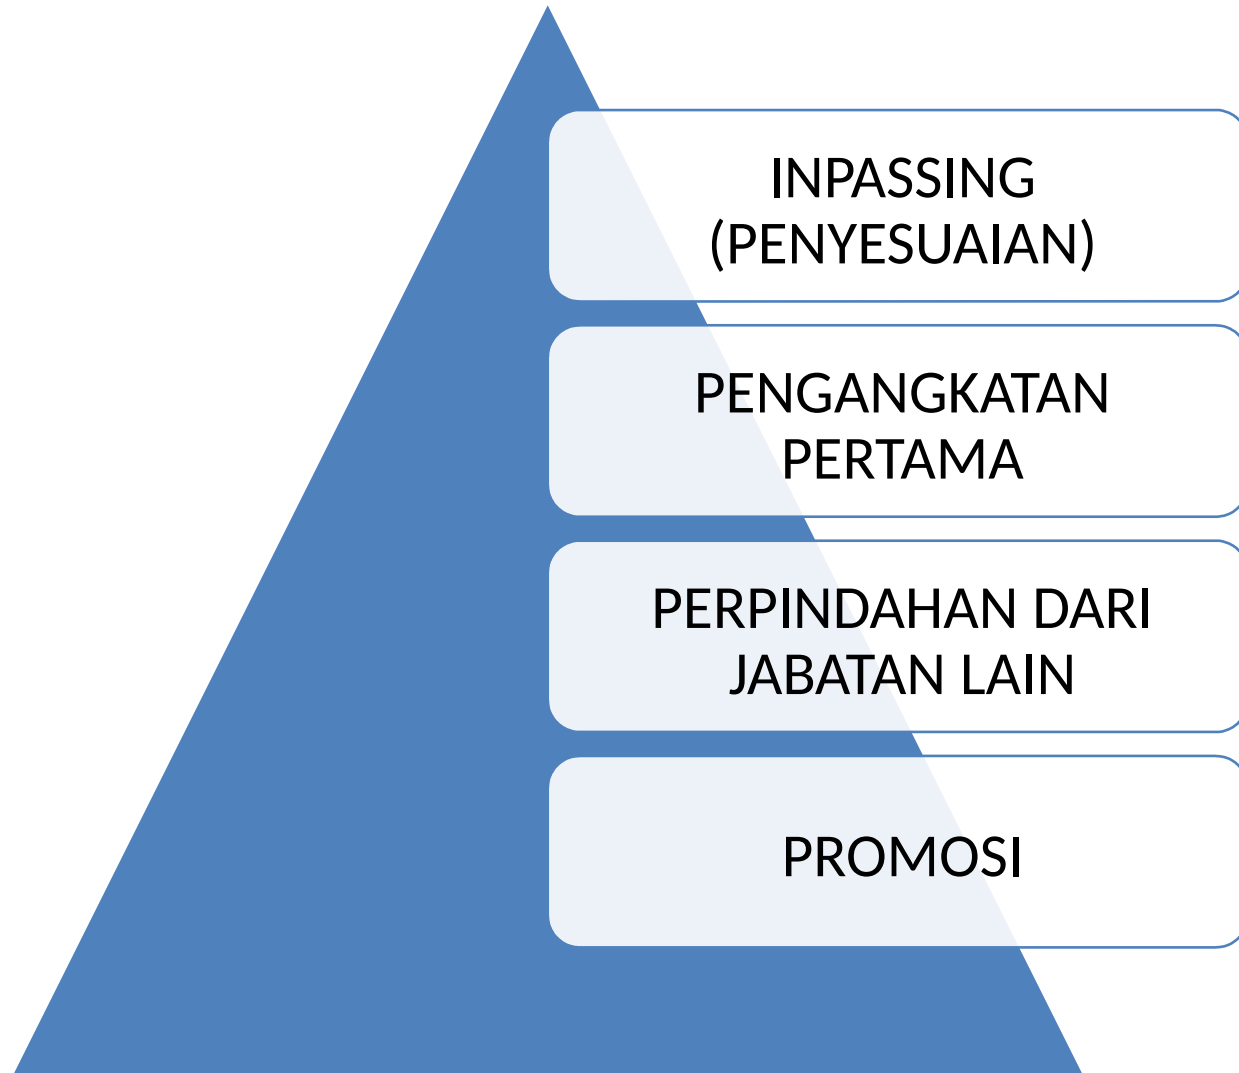 INPASSING
(PENYESUAIAN)
PENGANGKATAN
PERTAMA
PERPINDAHAN DARI
JABATAN LAIN
PROMOSI